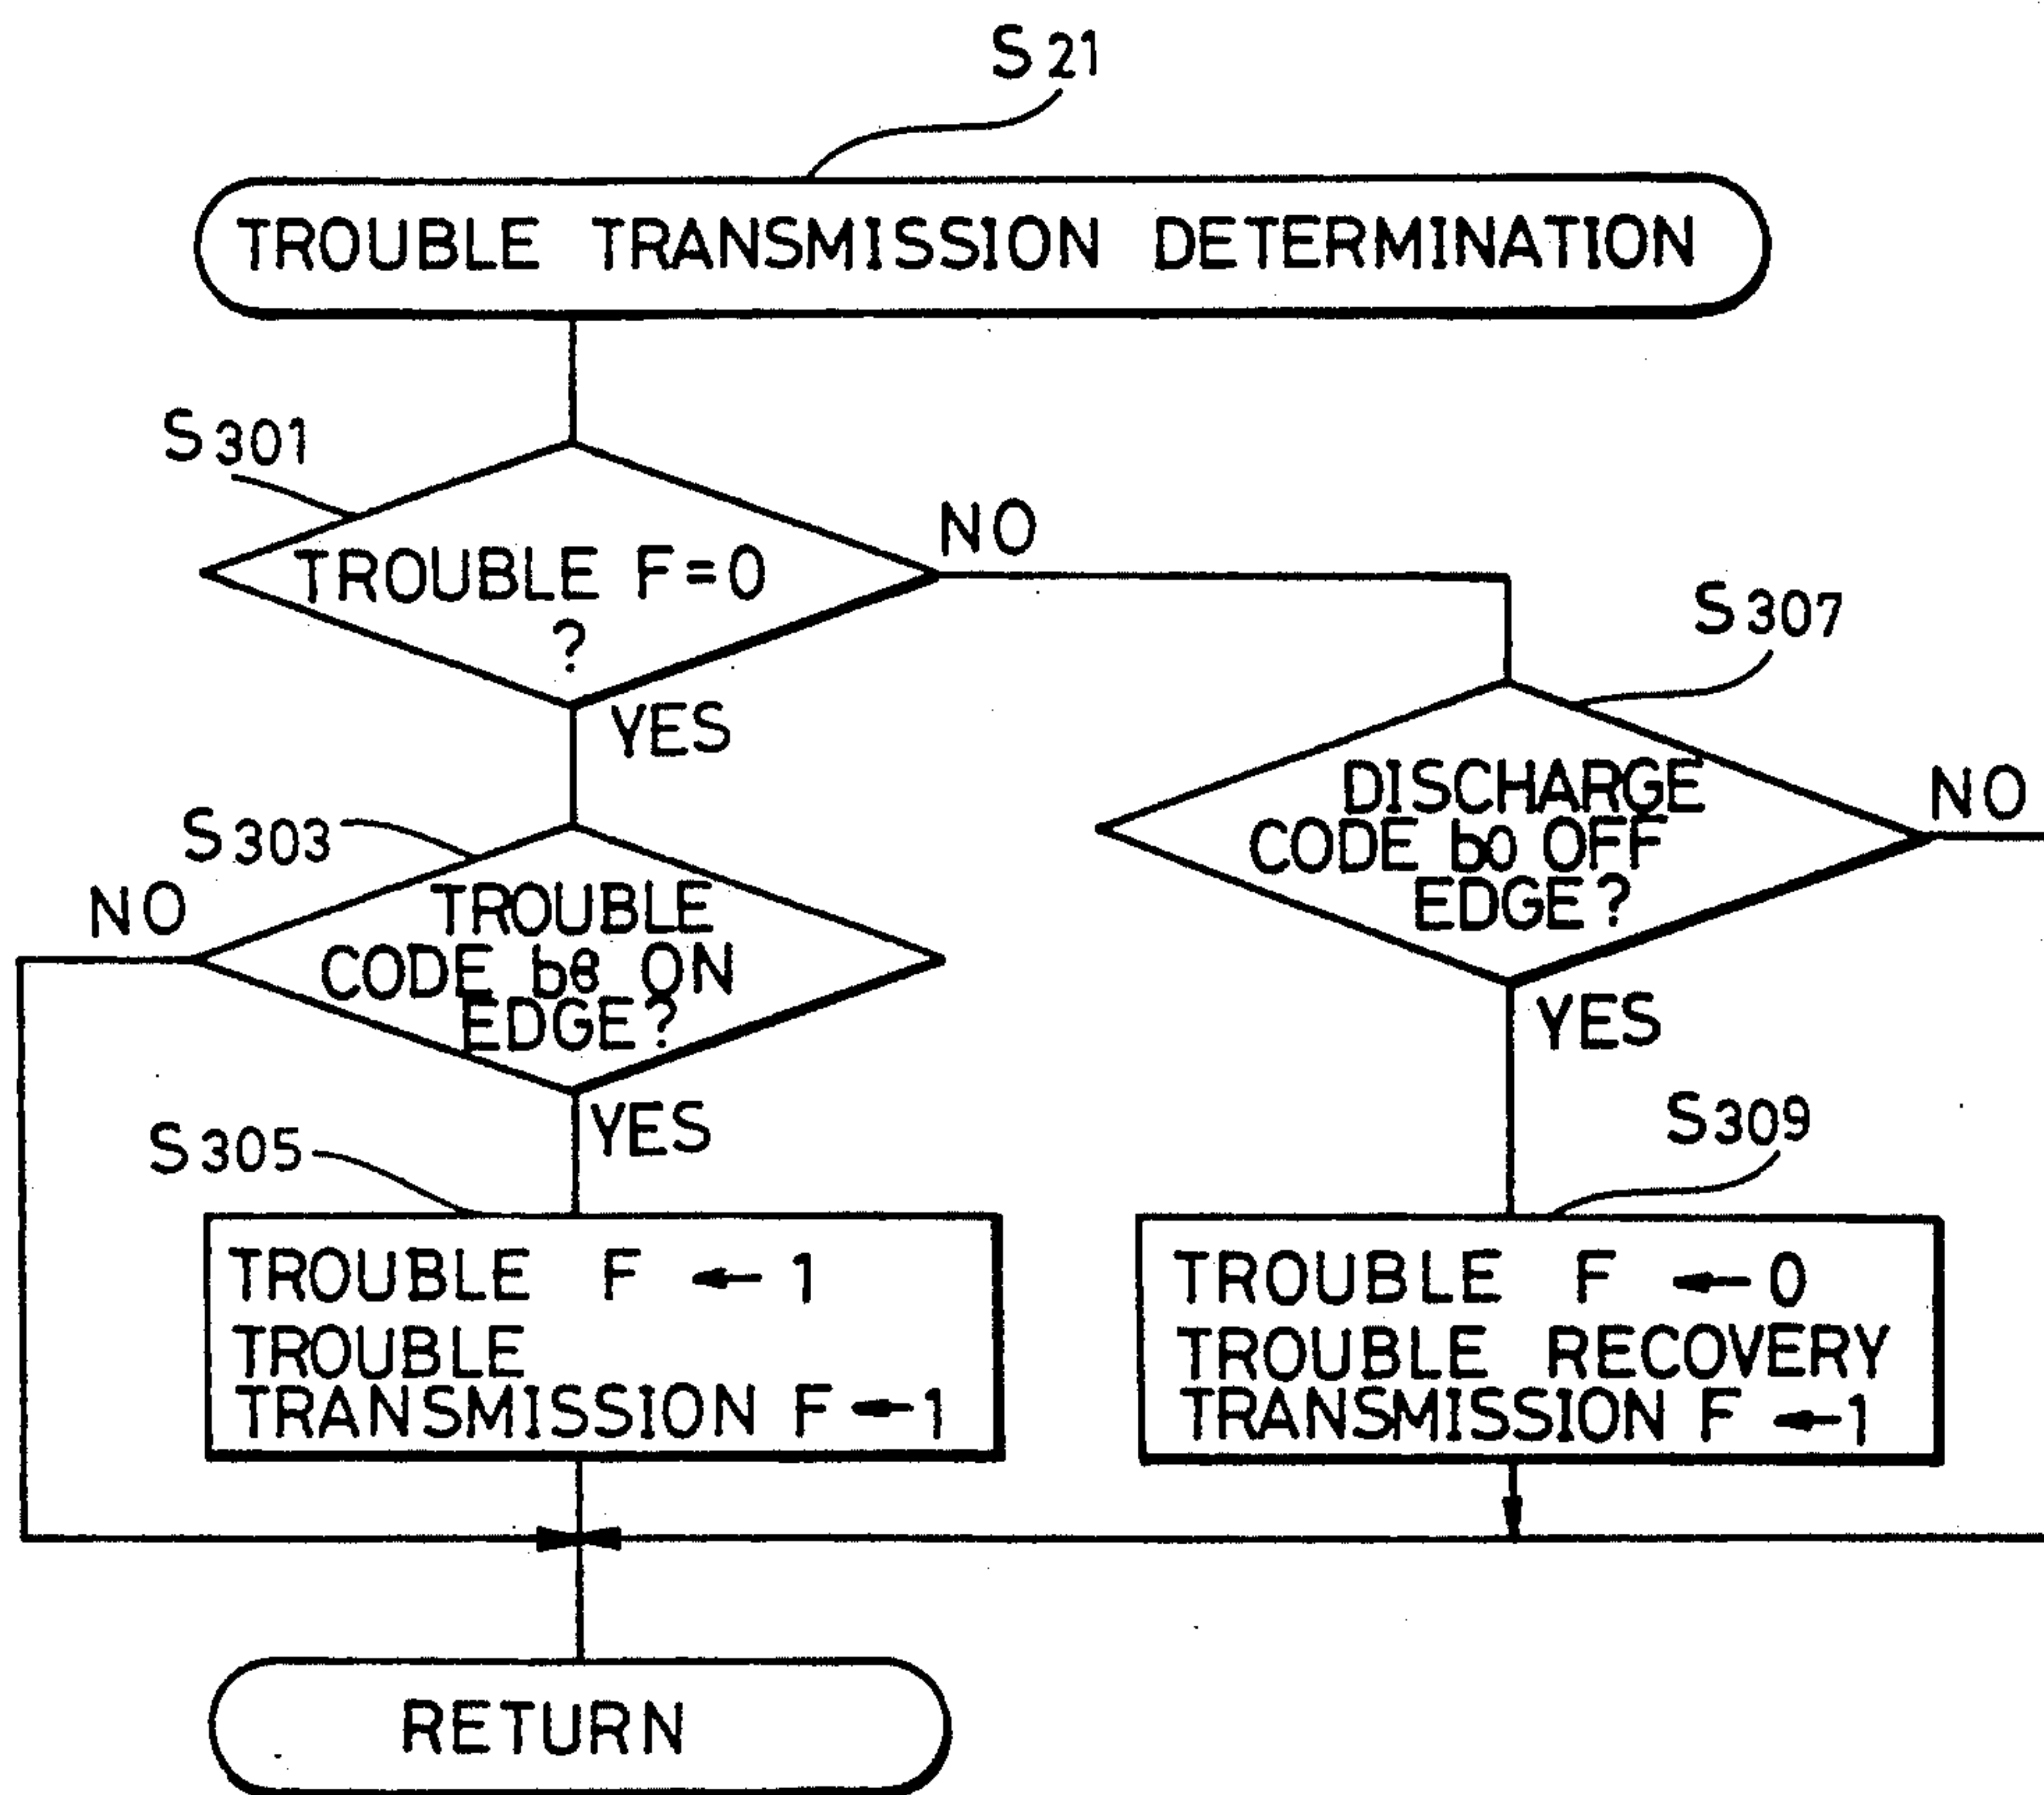 S21
TROUBLE TRANSMISSION DETERMINATION
S301
TROUBLE F=0
?
NO
YES
S307
DISCHARGE
CODE b0 OFF
EDGE?
NO
YES
S303
TROUBLE
CODE b8 ON
EDGE?
NO
YES
S305
TROUBLE F ← 1
TROUBLE
TRANSMISSION F ← 1
S309
TROUBLE F ← 0
TROUBLE RECOVERY
TRANSMISSION F ← 1
RETURN